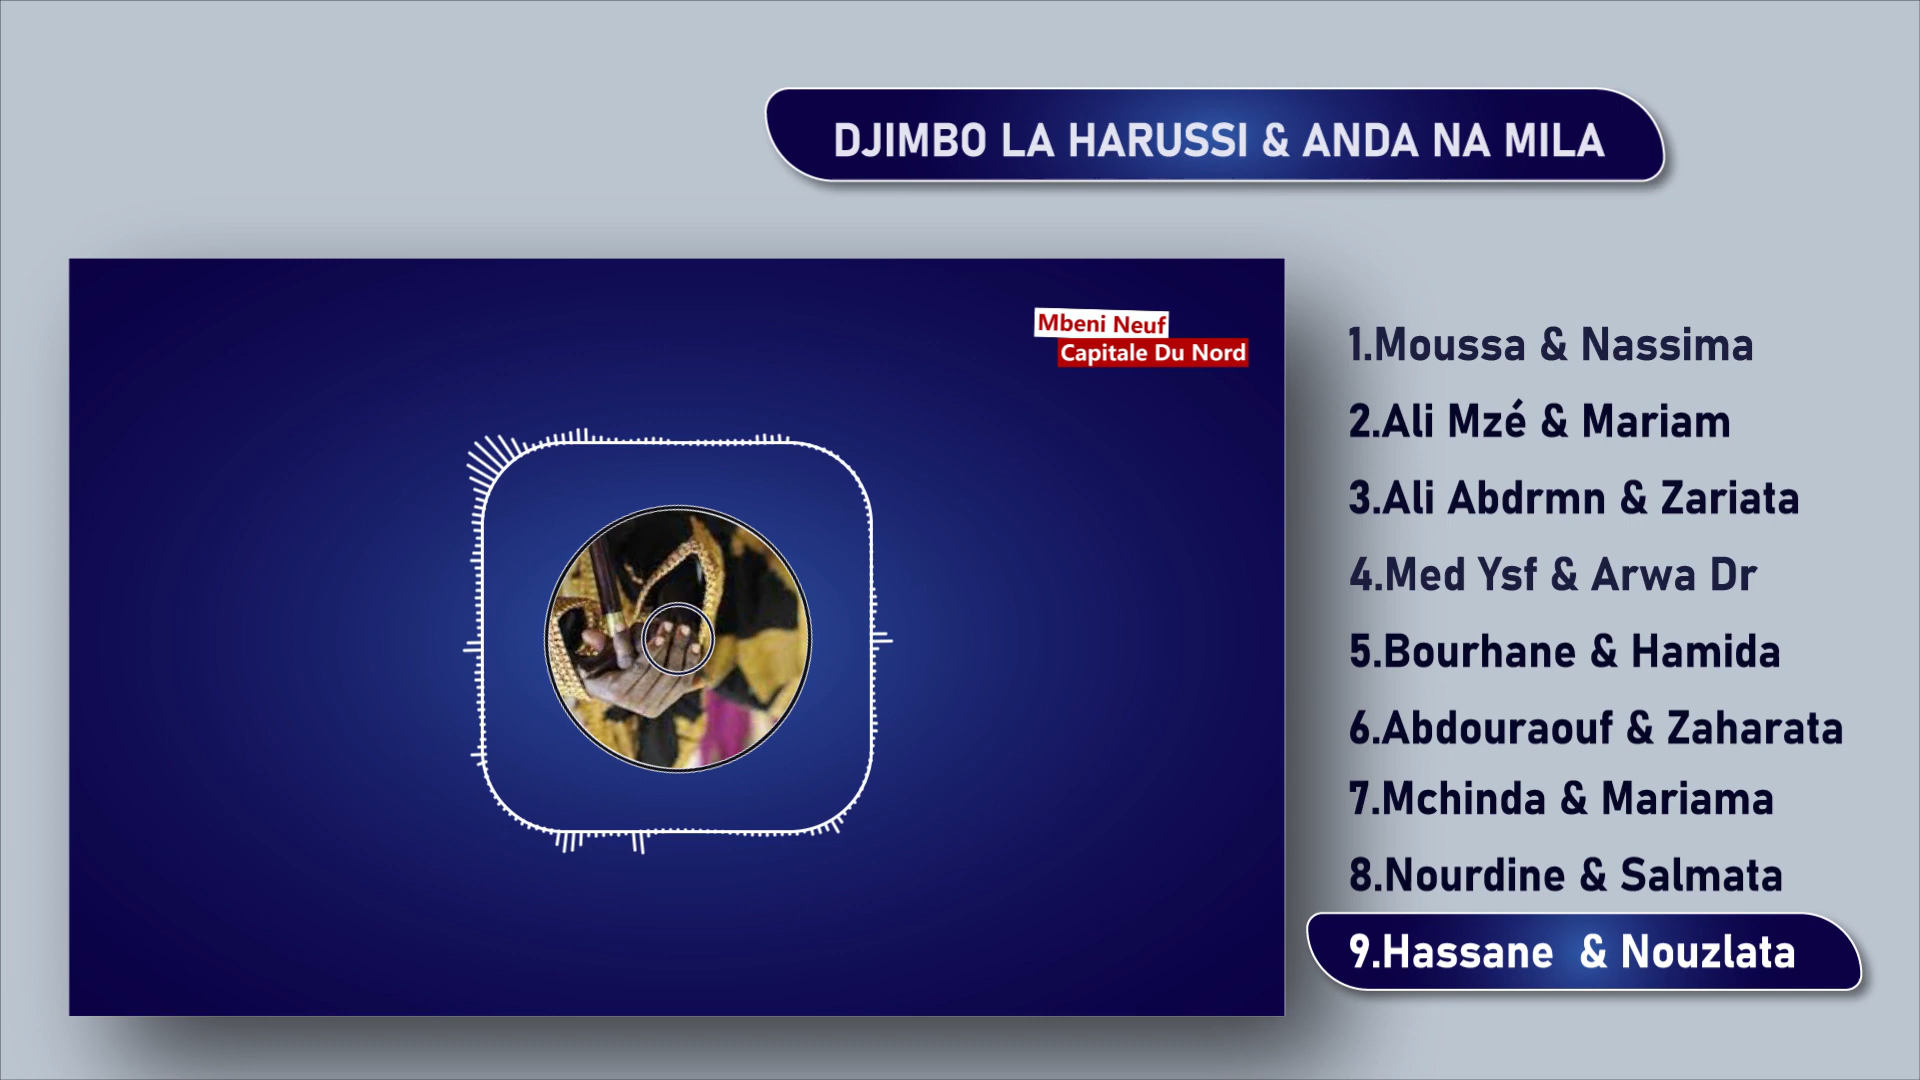 DJIMBO LA HARUSSI & ANDA NA MILA
Mbeni Neuf
Capitale Du Nord
1.Moussa & Nassima
2.Ali Mzé & Mariam
3.Ali Abdrmn & Zariata
4.Med Ysf & Arwa Dr
5.Bourhane & Hamida
6.Abdouraouf & Zaharata
7.Mchinda & Mariama
8.Nourdine & Salmata
9.Hassane & Nouzlata